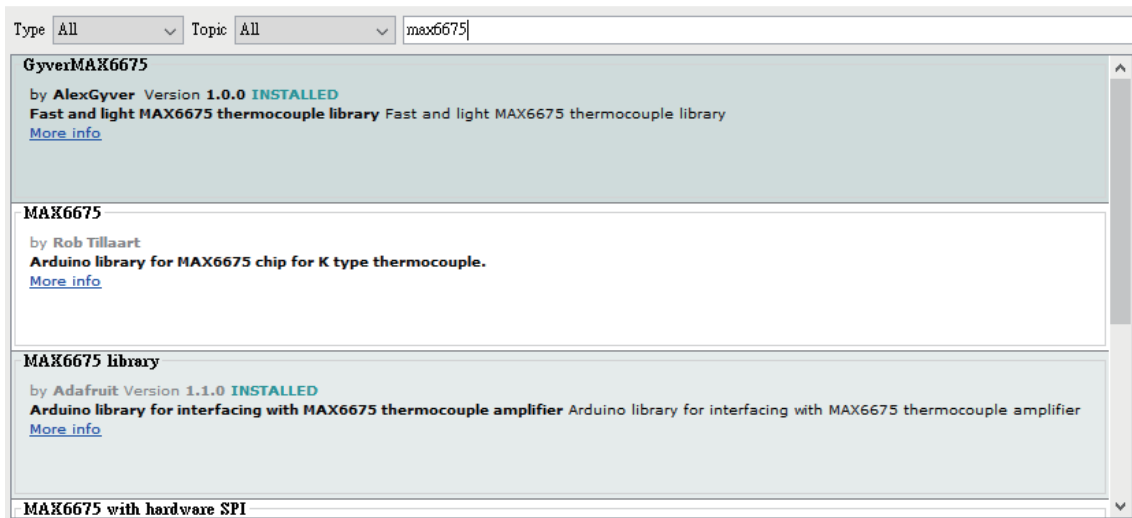 Type All Topic All max6675
GyverMAX6675
by AlexGyver Version 1.0.0 INSTALLED
Fast and light MAX6675 thermocouple library Fast and light MAX6675 thermocouple library
More info
MAX6675
by Rob Tillaart
Arduino library for MAX6675 chip for K type thermocouple.
More info
MAX6675 library
by Adafruit Version 1.1.0 INSTALLED
Arduino library for interfacing with MAX6675 thermocouple amplifier Arduino library for interfacing with MAX6675 thermocouple amplifier
More info
MAX6675 with hardware SPI